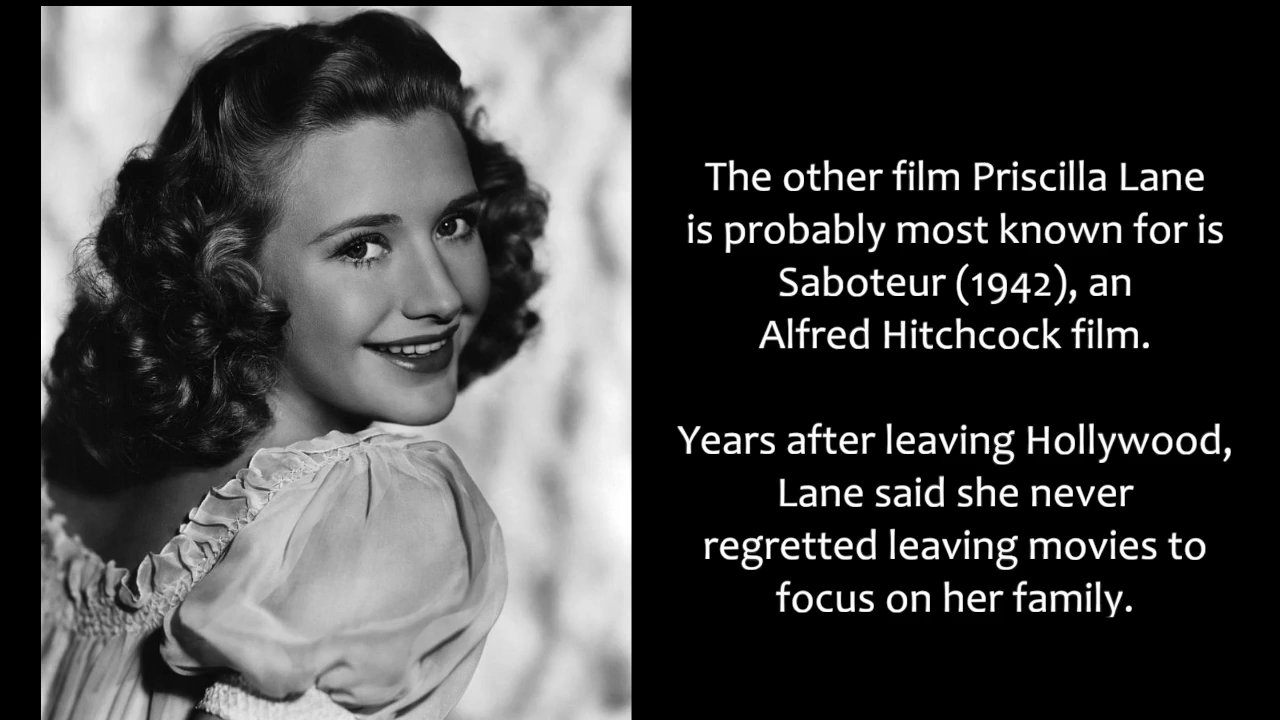 The other film Priscilla Lane
is probably most known for is
Saboteur (1942), an
Alfred Hitchcock film.
Years after leaving Hollywood,
Lane said she never
regretted leaving movies to
focus on her family.